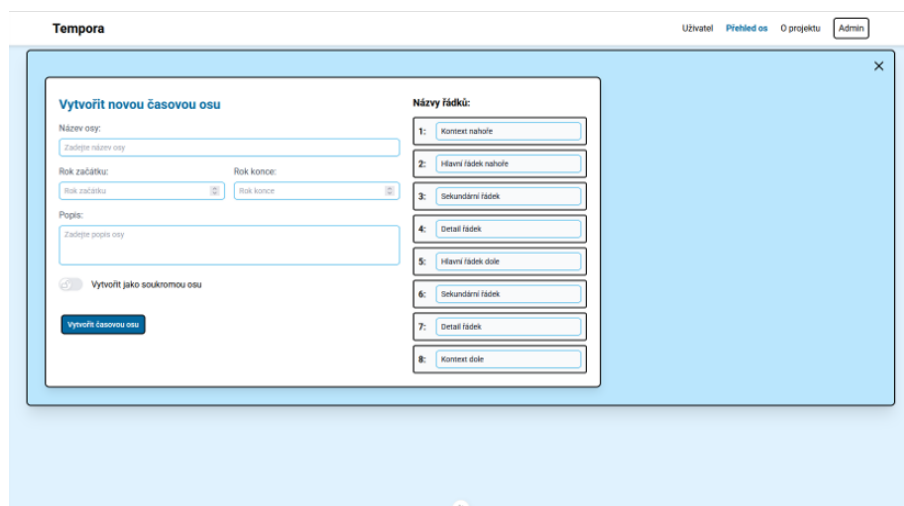 Tempora
Uživatel Přehled os O projektu Admin
Vytvořit novou časovou osu
Název osy:
Zadejte název osy
Rok začátku: Rok konce:
Rok začátku Rok konce
Popis:
Zadejte popis osy
Vytvořit jako soukromou osu
Vytvořit časovou osu
Názvy řádků:
1: Kontext nahoře
2: Hlavní řádek nahoře
3: Sekundární řádek
4: Detail řádek
5: Hlavní řádek dole
6: Sekundární řádek
7: Detail řádek
8: Kontext dole